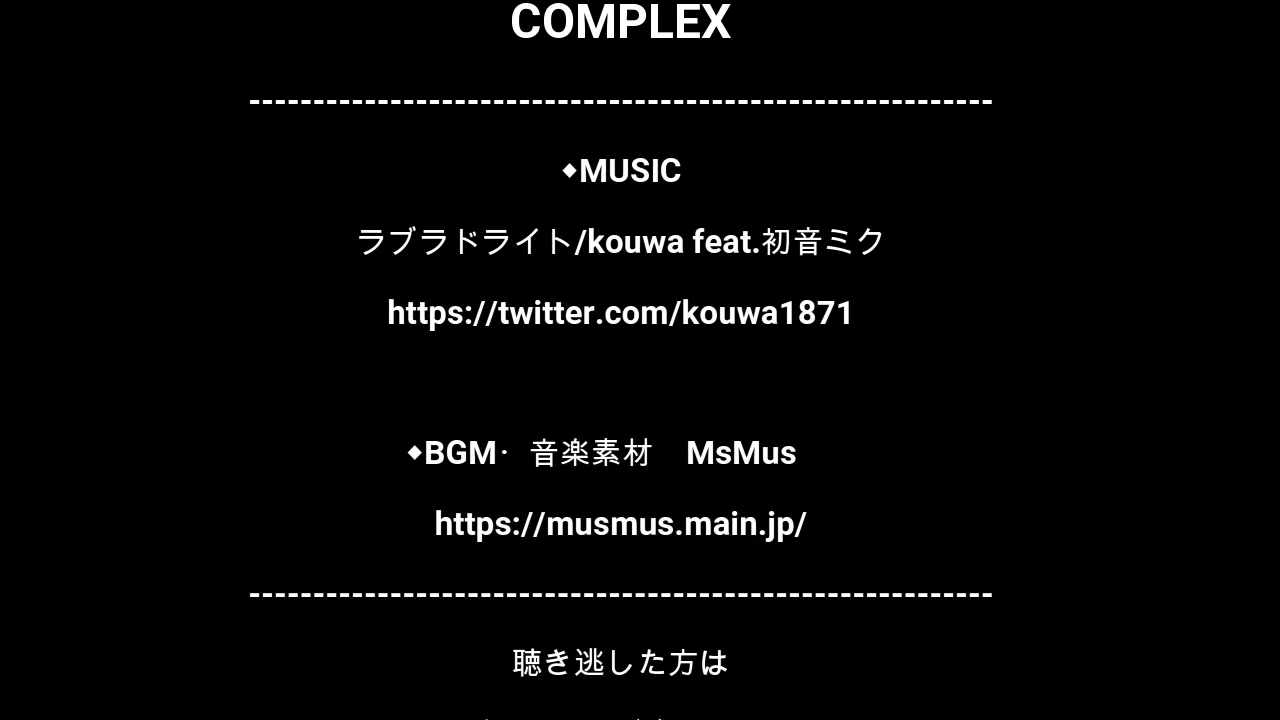 COMPLEX
----------------------------------------------------------
◆MUSIC
ラブラドライト/kouwa feat.初音ミク
https://twitter.com/kouwa1871
◆BGM・音楽素材　MsMus
https://musmus.main.jp/
----------------------------------------------------------
聴き逃した方は